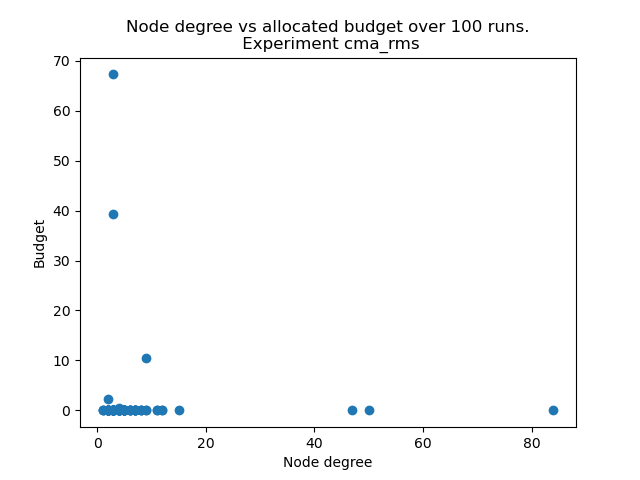 Node degree vs allocated budget over 100 runs.
Experiment cma_rms
70
60
50
40
30
20
10
0
Budget
0 20 40 60 80
Node degree